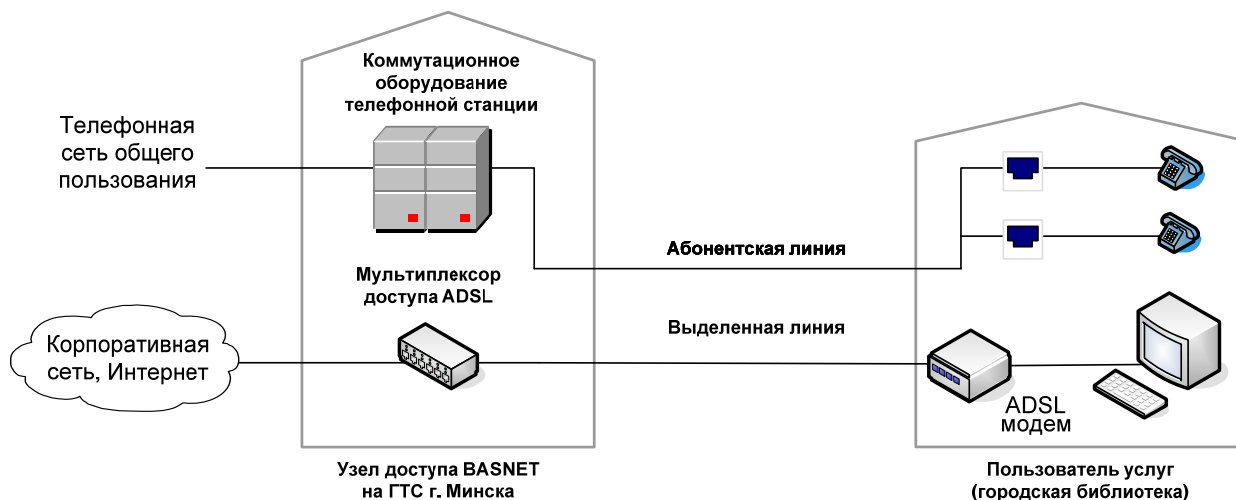 Коммутационное
оборудование
телефонной станции
Телефонная
сеть общего
пользования
Абонентская линия
Мультиплексор
доступа ADSL
Выделенная линия
Корпоративная
сеть, Интернет
ADSL
модем
Узел доступа BASNET
на ГТС г. Минска
Пользователь услуг
(городская библиотека)